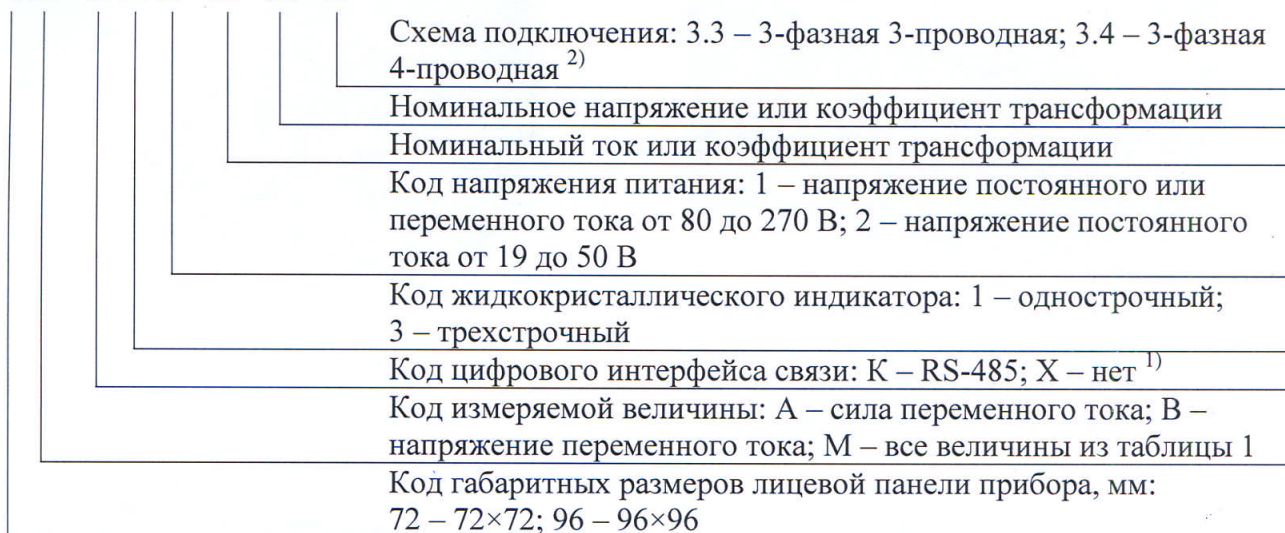 Схема подключения: 3.3 – 3-фазная 3-проводная; 3.4 – 3-фазная
4-проводная 2)
Номинальное напряжение или коэффициент трансформации
Номинальный ток или коэффициент трансформации
Код напряжения питания: 1 – напряжение постоянного или
переменного тока от 80 до 270 В; 2 – напряжение постоянного
тока от 19 до 50 В
Код жидкокристаллического индикатора: 1 – однострочный;
3 – трехстрочный
Код цифрового интерфейса связи: К – RS-485; Х – нет 1)
Код измеряемой величины: А – сила переменного тока; В –
напряжение переменного тока; М – все величины из таблицы 1
Код габаритных размеров лицевой панели прибора, мм:
72 – 72×72; 96 – 96×96